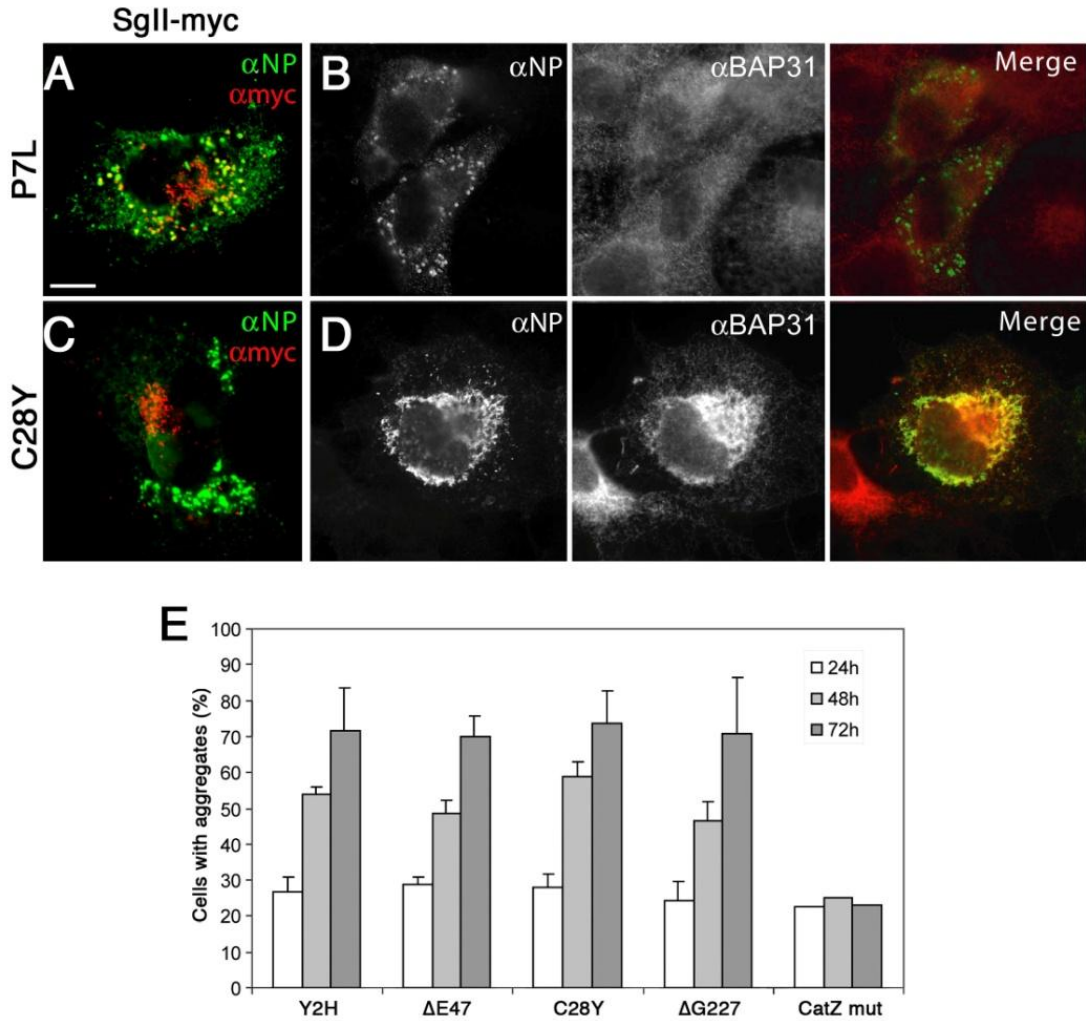 SgII-myc
A
αNP
αmyc
P7L
B
αNP
αBAP31
Merge
C
αNP
αmyc
C28Y
D
αNP
αBAP31
Merge
E
Cells with aggregates (%)
100
90
80
70
60
50
40
30
20
10
0
24h
48h
72h
Y2H ΔE47 C28Y ΔG227 CatZ mut